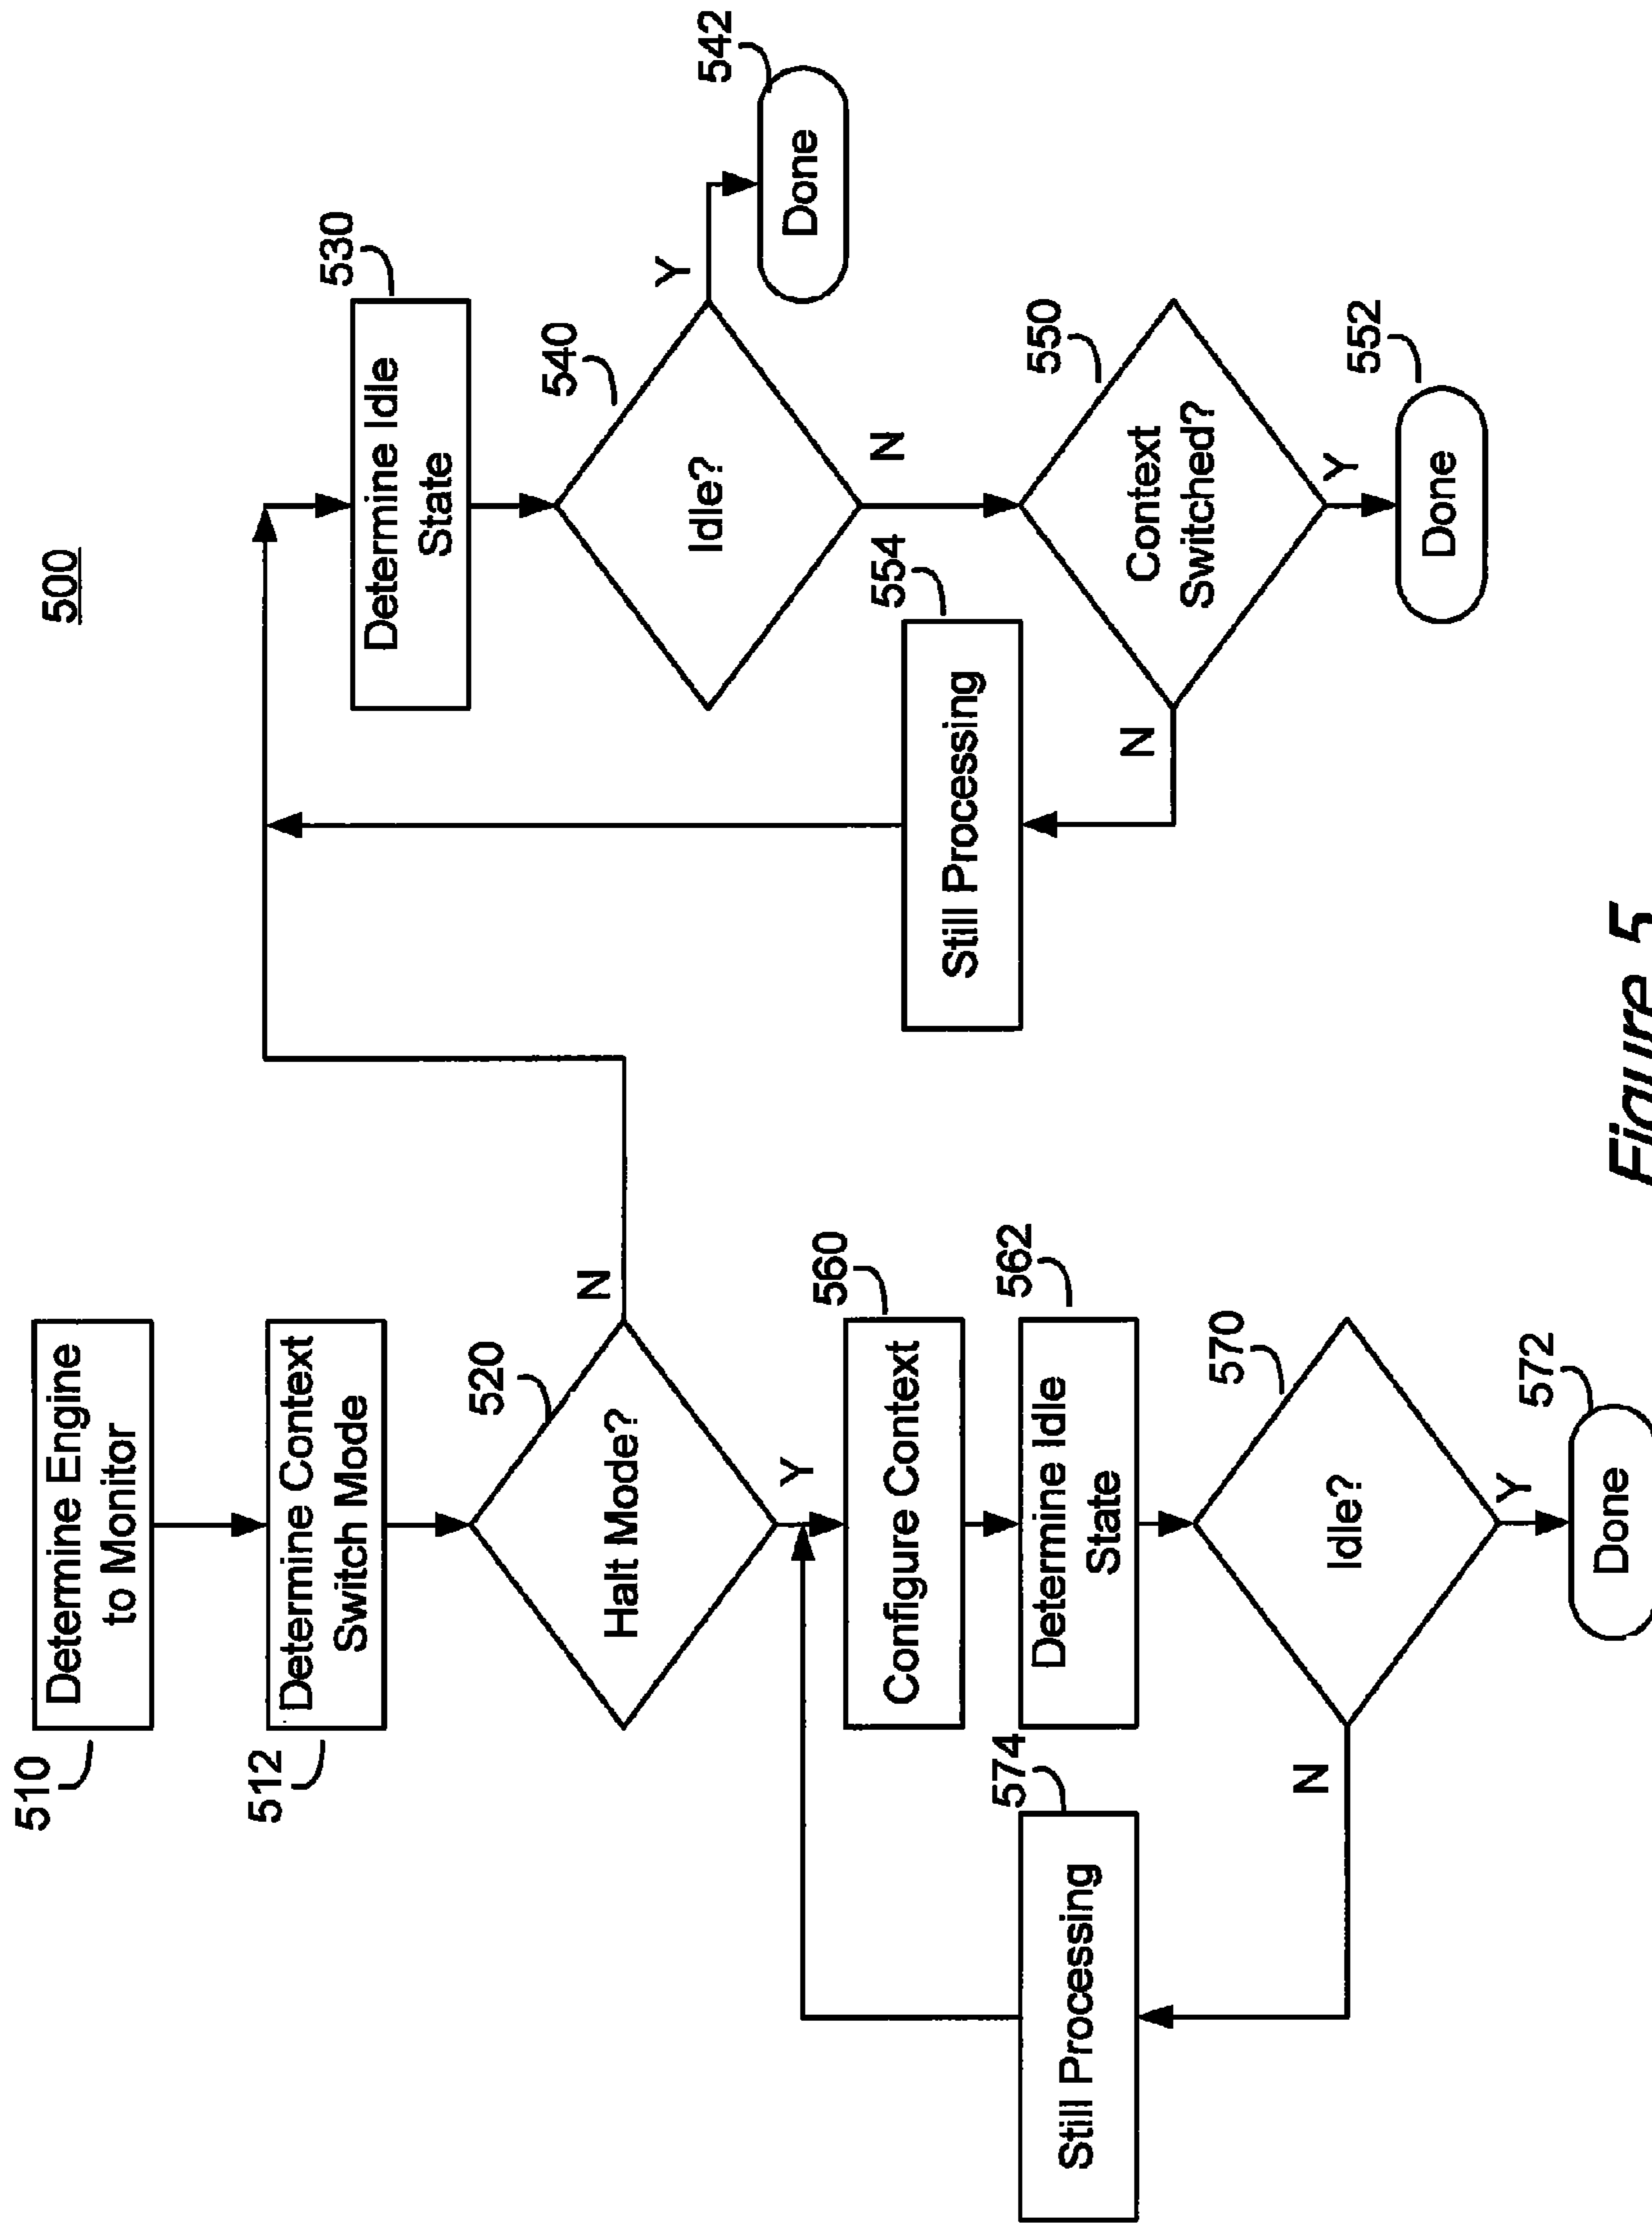 500
510
Determine Engine
to Monitor
512
Determine Context
Switch Mode
520
Halt Mode?
N
Y
560
Configure Context
562
Determine Idle
State
570
Idle?
N
Y
574
Still Processing
572
Done
530
Determine Idle
State
540
Idle?
Y
N
542
Done
550
Context
Switched?
N
Y
554
Still Processing
552
Done
Figure 5